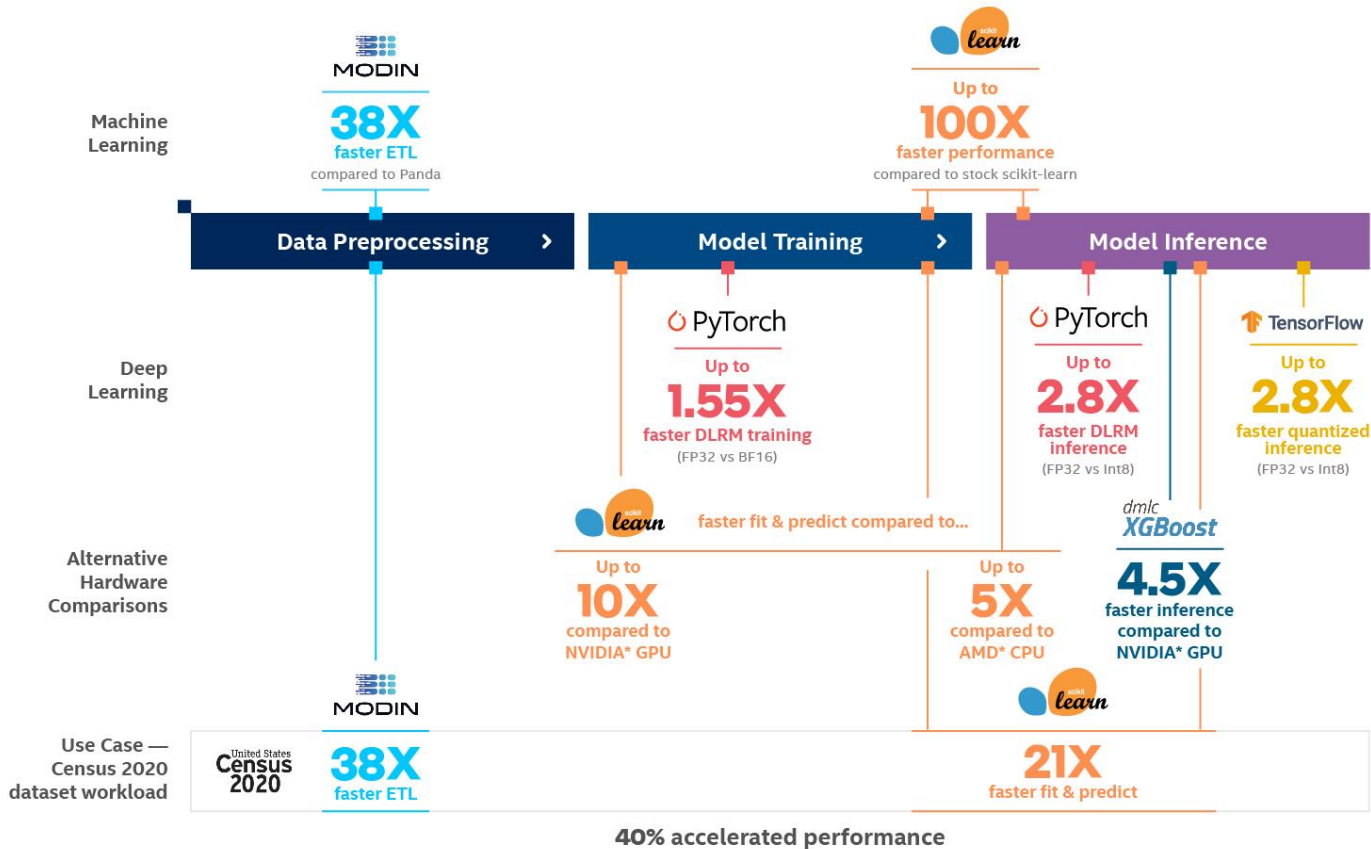 MODIN
38X
faster ETL
compared to Panda
scikit
learn
Up to
100X
faster performance
compared to stock scikit-learn
Machine
Learning
Data Preprocessing
Model Training
Model Inference
Deep
Learning
PyTorch
Up to
1.55X
faster DLRM training
(FP32 vs BF16)
PyTorch
Up to
2.8X
faster DLRM
inference
(FP32 vs Int8)
TensorFlow
Up to
2.8X
faster quantized
inference
(FP32 vs Int8)
Alternative
Hardware
Comparisons
scikit
learn
faster fit & predict compared to...
Up to
10X
compared to
NVIDIA* GPU
Up to
5X
compared to
AMD* CPU
dmlc
XGBoost
4.5X
faster inference
compared to
NVIDIA* GPU
Use Case —
Census 2020
dataset workload
United States
Census
2020
MODIN
38X
faster ETL
scikit
learn
21X
faster fit & predict
40% accelerated performance